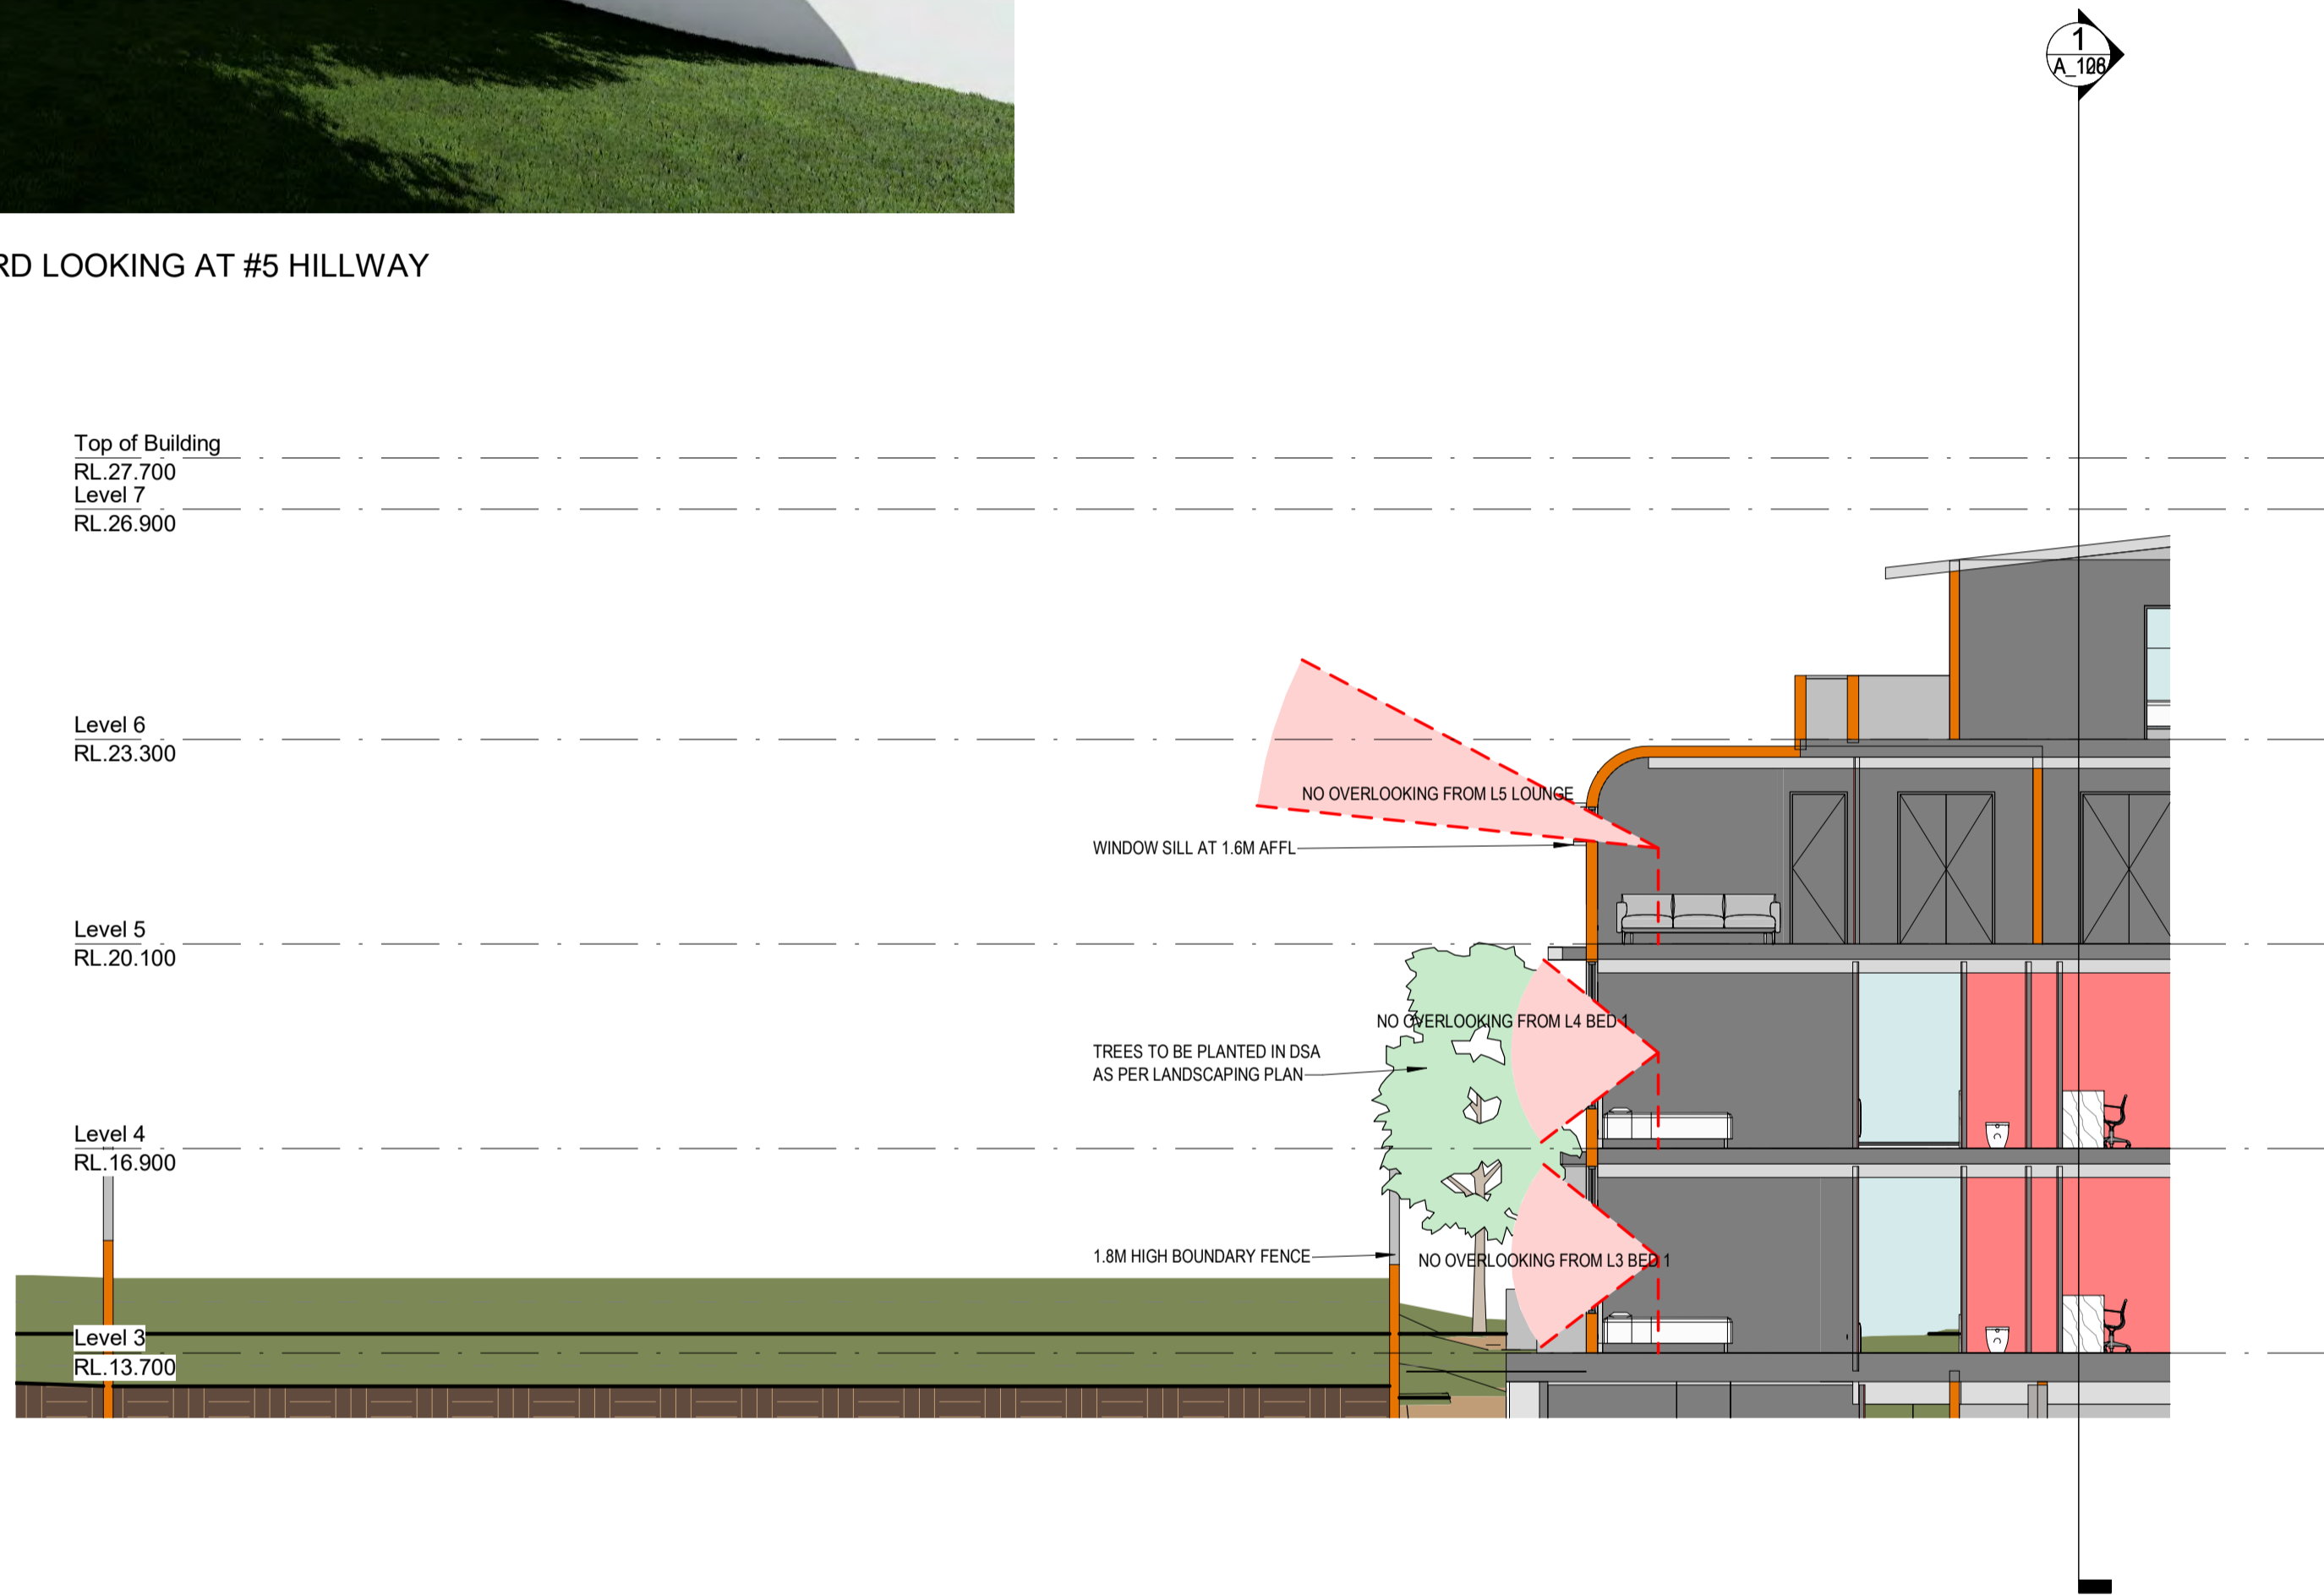 1
RD LOOKING AT #5 HILLWAY
Top of Building
RL.27.700
Level 7
RL.26.900
Level 6
RL.23.300
NO OVERLOOKING FROM L5 LOUNGE
WINDOW SILL AT 1.6M AFFL
Level 5
RL.20.100
NO OVERLOOKING FROM L4 BED 1
TREES TO BE PLANTED IN DSA
AS PER LANDSCAPING PLAN
Level 4
RL.16.900
1.8M HIGH BOUNDARY FENCE
NO OVERLOOKING FROM L3 BED 1
Level 3
RL.13.700